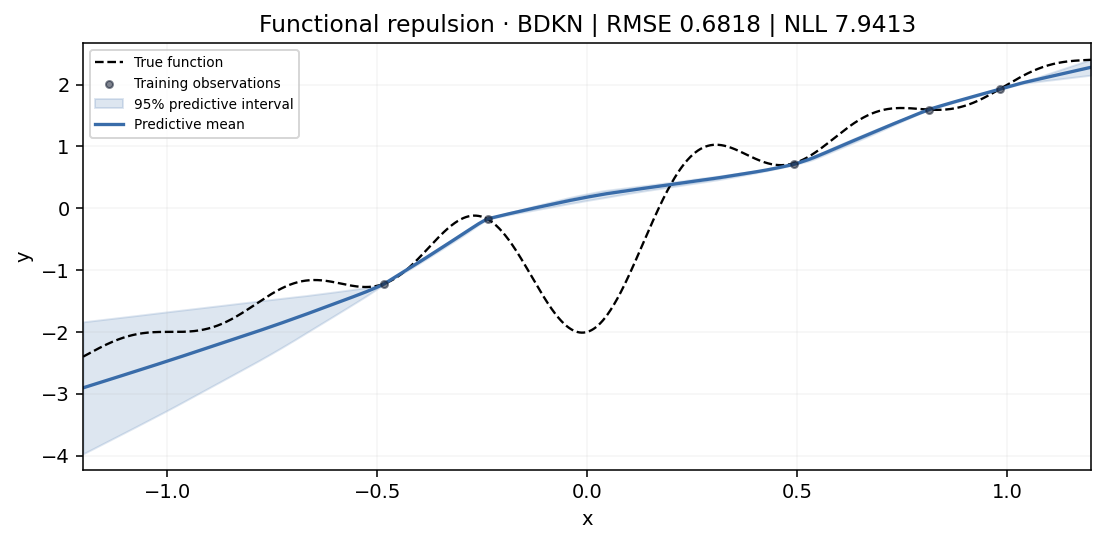 Functional repulsion · BDKN | RMSE 0.6818 | NLL 7.9413
True function
Training observations
95% predictive interval
Predictive mean
y
2
1
0
−1
−2
−3
−4
−1.0
−0.5
0.0
0.5
1.0
x